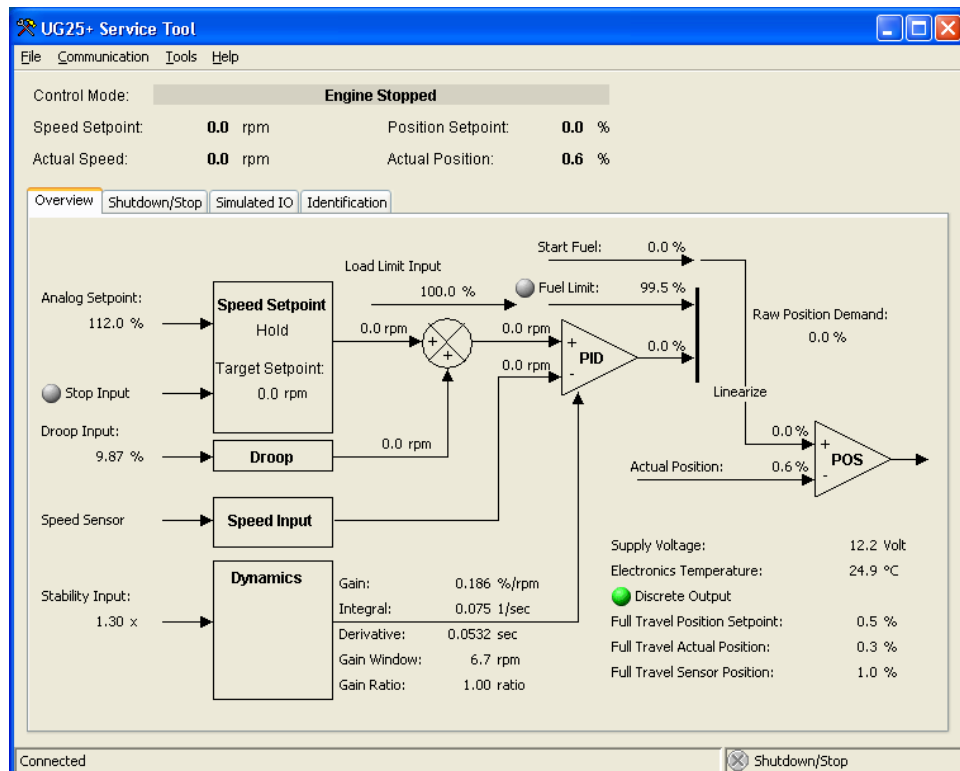 UG25+ Service Tool
File Communication Tools Help
Control Mode: Engine Stopped
Speed Setpoint: 0.0 rpm Position Setpoint: 0.0 %
Actual Speed: 0.0 rpm Actual Position: 0.6 %
Overview Shutdown/Stop Simulated IO Identification
Start Fuel: 0.0 %
Load Limit Input
100.0 % Fuel Limit: 99.5 %
Analog Setpoint:
112.0 %
Speed Setpoint
Hold
0.0 rpm
+
+
0.0 rpm
+
-
PID
0.0 %
Raw Position Demand:
0.0 %
Target Setpoint:
0.0 rpm
0.0 rpm
Stop Input
Linearize
Droop Input:
9.87 %
Droop
0.0 rpm
0.0 %
+
-
POS
Actual Position: 0.6 %
Speed Sensor
Speed Input
Stability Input:
1.30 x
Dynamics
Gain: 0.186 %/rpm
Integral: 0.075 1/sec
Derivative: 0.0532 sec
Gain Window: 6.7 rpm
Gain Ratio: 1.00 ratio
Supply Voltage: 12.2 Volt
Electronics Temperature: 24.9 °C
Discrete Output
Full Travel Position Setpoint: 0.5 %
Full Travel Actual Position: 0.3 %
Full Travel Sensor Position: 1.0 %
Connected Shutdown/Stop